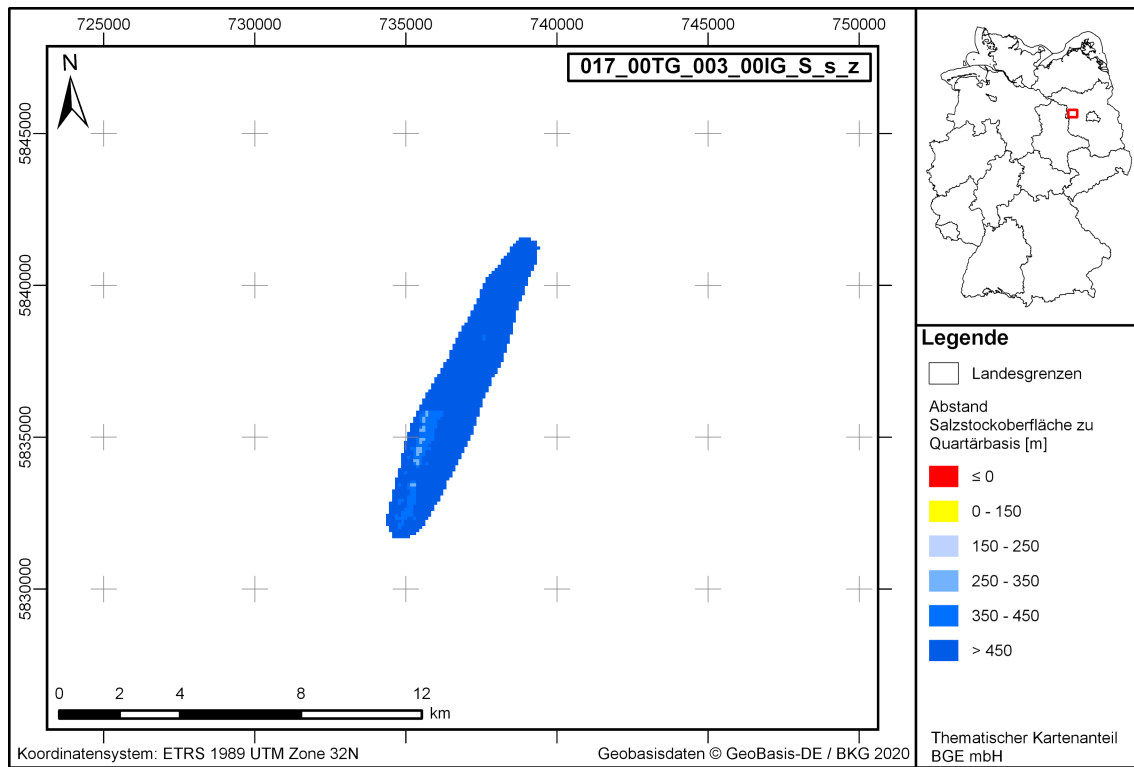 725000 730000 735000 740000 745000 750000
017_00TG_003_00IG_S_s_z
N
5845000
5840000
5835000
5830000
0 2 4 8 12
km
Koordinatensystem: ETRS 1989 UTM Zone 32N
Geobasisdaten © GeoBasis-DE / BKG 2020
Legende
Landesgrenzen
Abstand
Salzstockoberfläche zu
Quartärbasis [m]
≤ 0
0 - 150
150 - 250
250 - 350
350 - 450
> 450
Thematischer Kartenanteil
BGE mbH